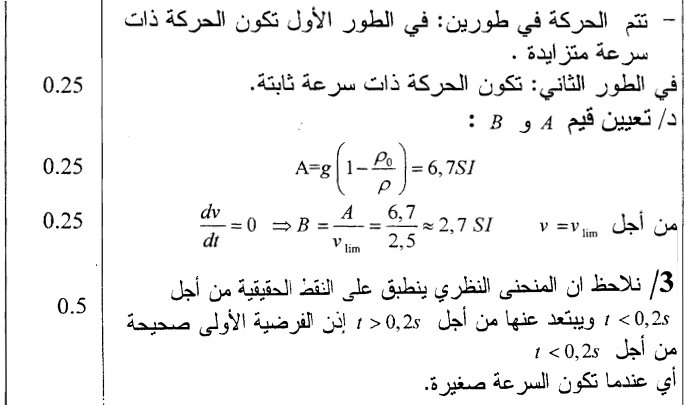 – تتم الحركة في طورين: في الطور الأول تكون الحركة ذات
سرعة متزايدة .
0.25 في الطور الثاني: تكون الحركة ذات سرعة ثابتة.
د/ تعيين قيم A و B :
0.25 A=g(1-ρ₀/ρ)=6,7SI
0.25 من أجل v =v_lim dv/dt=0 ⇒ B = A/v_lim = 6,7/2,5 ≈ 2,7 SI
3/ نلاحظ ان المنحنى النظري ينطبق على النقط الحقيقية من أجل
0.5 t < 0,2s ويبتعد عنها من أجل t > 0,2s إذن الفرضية الأولى صحيحة
من أجل t < 0,2s
أي عندما تكون السرعة صغيرة.